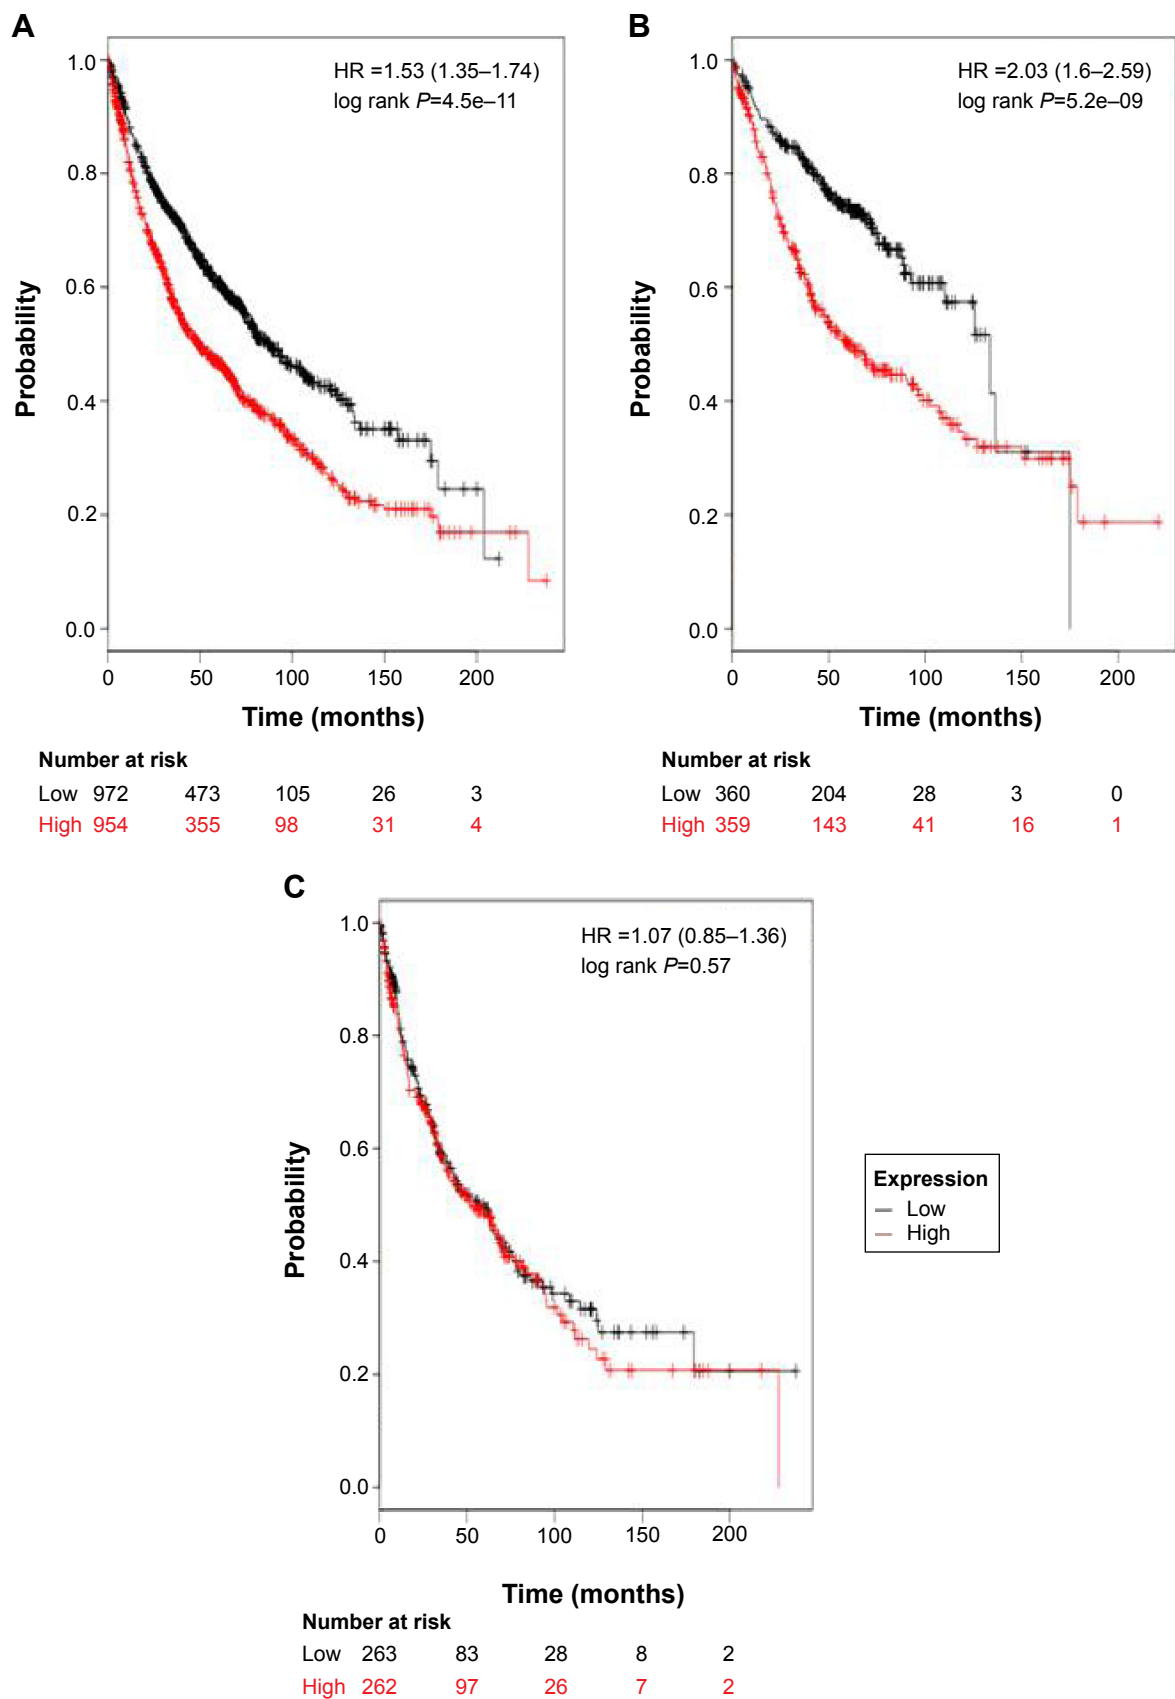 A
HR =1.53 (1.35–1.74)
log rank P=4.5e–11
1.0
0.8
0.6
0.4
0.2
0.0
Probability
0 50 100 150 200
Time (months)
Number at risk
Low 972 473 105 26 3
High 954 355 98 31 4
B
HR =2.03 (1.6–2.59)
log rank P=5.2e–09
1.0
0.8
0.6
0.4
0.2
0.0
Probability
0 50 100 150 200
Time (months)
Number at risk
Low 360 204 28 3 0
High 359 143 41 16 1
C
HR =1.07 (0.85–1.36)
log rank P=0.57
1.0
0.8
0.6
0.4
0.2
0.0
Probability
0 50 100 150 200
Time (months)
Number at risk
Low 263 83 28 8 2
High 262 97 26 7 2
Expression
Low
High